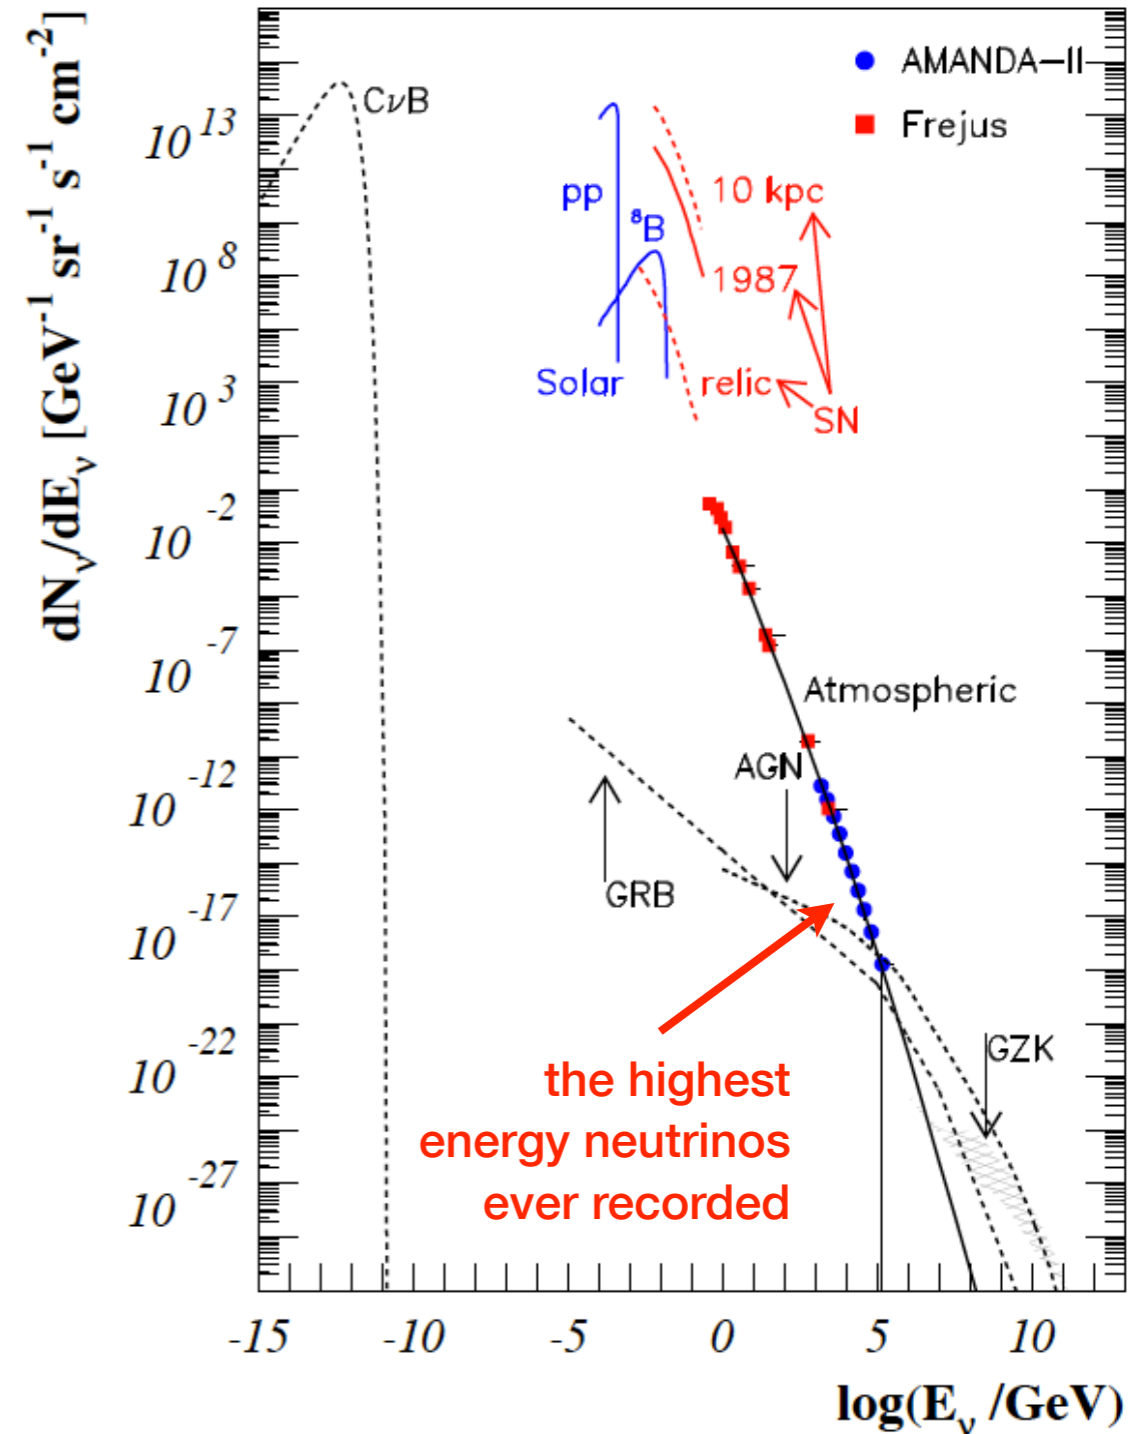 dNν/dEν [GeV-1 sr-1 s-1 cm-2]
AMANDA-II
Frejus
CνB
10 13
pp
10 kpc
8B
10 8
1987
Solar
relic
10 3
SN
10 -2
10 -7
Atmospheric
AGN
10 -12
GRB
10 -17
10 -22
GZK
the highest
energy neutrinos
ever recorded
10 -27
-15 -10 -5 0 5 10
log(Eν /GeV)